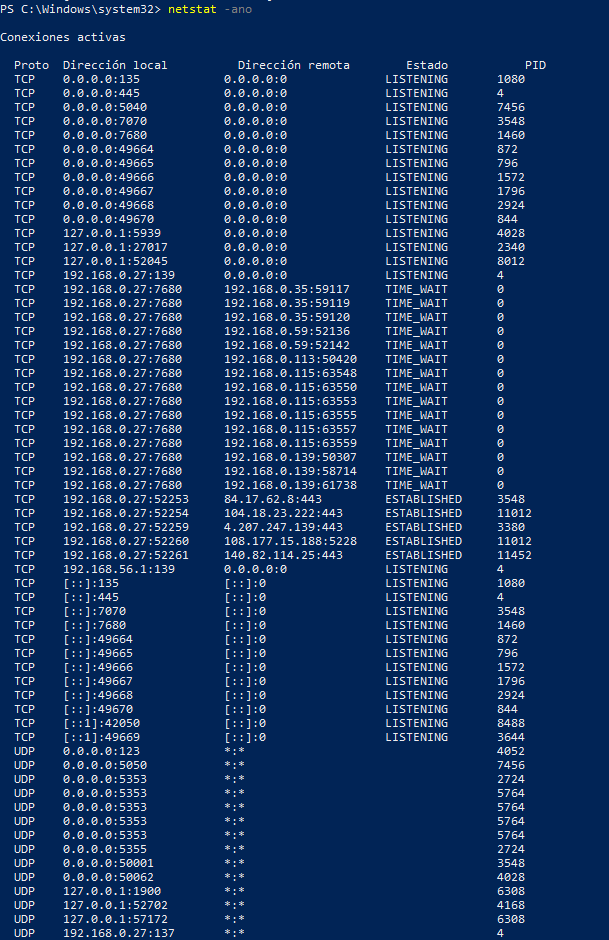 PS C:\Windows\system32> netstat -ano
Conexiones activas
Proto Dirección local Dirección remota Estado PID
TCP 0.0.0.0:135 0.0.0.0:0 LISTENING 1080
TCP 0.0.0.0:445 0.0.0.0:0 LISTENING 4
TCP 0.0.0.0:5040 0.0.0.0:0 LISTENING 7456
TCP 0.0.0.0:7070 0.0.0.0:0 LISTENING 3548
TCP 0.0.0.0:7680 0.0.0.0:0 LISTENING 1460
TCP 0.0.0.0:49664 0.0.0.0:0 LISTENING 872
TCP 0.0.0.0:49665 0.0.0.0:0 LISTENING 796
TCP 0.0.0.0:49666 0.0.0.0:0 LISTENING 1572
TCP 0.0.0.0:49667 0.0.0.0:0 LISTENING 1796
TCP 0.0.0.0:49668 0.0.0.0:0 LISTENING 2924
TCP 0.0.0.0:49670 0.0.0.0:0 LISTENING 844
TCP 127.0.0.1:5939 0.0.0.0:0 LISTENING 4028
TCP 127.0.0.1:27017 0.0.0.0:0 LISTENING 2340
TCP 127.0.0.1:52045 0.0.0.0:0 LISTENING 8012
TCP 192.168.0.27:139 0.0.0.0:0 LISTENING 4
TCP 192.168.0.27:7680 192.168.0.35:59117 TIME_WAIT 0
TCP 192.168.0.27:7680 192.168.0.35:59119 TIME_WAIT 0
TCP 192.168.0.27:7680 192.168.0.35:59120 TIME_WAIT 0
TCP 192.168.0.27:7680 192.168.0.59:52136 TIME_WAIT 0
TCP 192.168.0.27:7680 192.168.0.59:52142 TIME_WAIT 0
TCP 192.168.0.27:7680 192.168.0.113:50420 TIME_WAIT 0
TCP 192.168.0.27:7680 192.168.0.115:63548 TIME_WAIT 0
TCP 192.168.0.27:7680 192.168.0.115:63550 TIME_WAIT 0
TCP 192.168.0.27:7680 192.168.0.115:63553 TIME_WAIT 0
TCP 192.168.0.27:7680 192.168.0.115:63555 TIME_WAIT 0
TCP 192.168.0.27:7680 192.168.0.115:63557 TIME_WAIT 0
TCP 192.168.0.27:7680 192.168.0.115:63559 TIME_WAIT 0
TCP 192.168.0.27:7680 192.168.0.139:50307 TIME_WAIT 0
TCP 192.168.0.27:7680 192.168.0.139:58714 TIME_WAIT 0
TCP 192.168.0.27:7680 192.168.0.139:61738 TIME_WAIT 0
TCP 192.168.0.27:52253 84.17.62.8:443 ESTABLISHED 3548
TCP 192.168.0.27:52254 104.18.23.222:443 ESTABLISHED 11012
TCP 192.168.0.27:52259 4.207.247.139:443 ESTABLISHED 3380
TCP 192.168.0.27:52260 108.177.15.188:5228 ESTABLISHED 11012
TCP 192.168.0.27:52261 140.82.114.25:443 ESTABLISHED 11452
TCP 192.168.56.1:139 0.0.0.0:0 LISTENING 4
TCP [::]:135 [::]:0 LISTENING 1080
TCP [::]:445 [::]:0 LISTENING 4
TCP [::]:7070 [::]:0 LISTENING 3548
TCP [::]:7680 [::]:0 LISTENING 1460
TCP [::]:49664 [::]:0 LISTENING 872
TCP [::]:49665 [::]:0 LISTENING 796
TCP [::]:49666 [::]:0 LISTENING 1572
TCP [::]:49667 [::]:0 LISTENING 1796
TCP [::]:49668 [::]:0 LISTENING 2924
TCP [::]:49670 [::]:0 LISTENING 844
TCP [::1]:42050 [::]:0 LISTENING 8488
TCP [::1]:49669 [::]:0 LISTENING 3644
UDP 0.0.0.0:123 *:* 4052
UDP 0.0.0.0:5050 *:* 7456
UDP 0.0.0.0:5353 *:* 2724
UDP 0.0.0.0:5353 *:* 5764
UDP 0.0.0.0:5353 *:* 5764
UDP 0.0.0.0:5353 *:* 5764
UDP 0.0.0.0:5353 *:* 5764
UDP 0.0.0.0:5355 *:* 2724
UDP 0.0.0.0:50001 *:* 3548
UDP 0.0.0.0:50062 *:* 4028
UDP 127.0.0.1:1900 *:* 6308
UDP 127.0.0.1:52702 *:* 4168
UDP 127.0.0.1:57172 *:* 6308
UDP 192.168.0.27:137 *:* 4